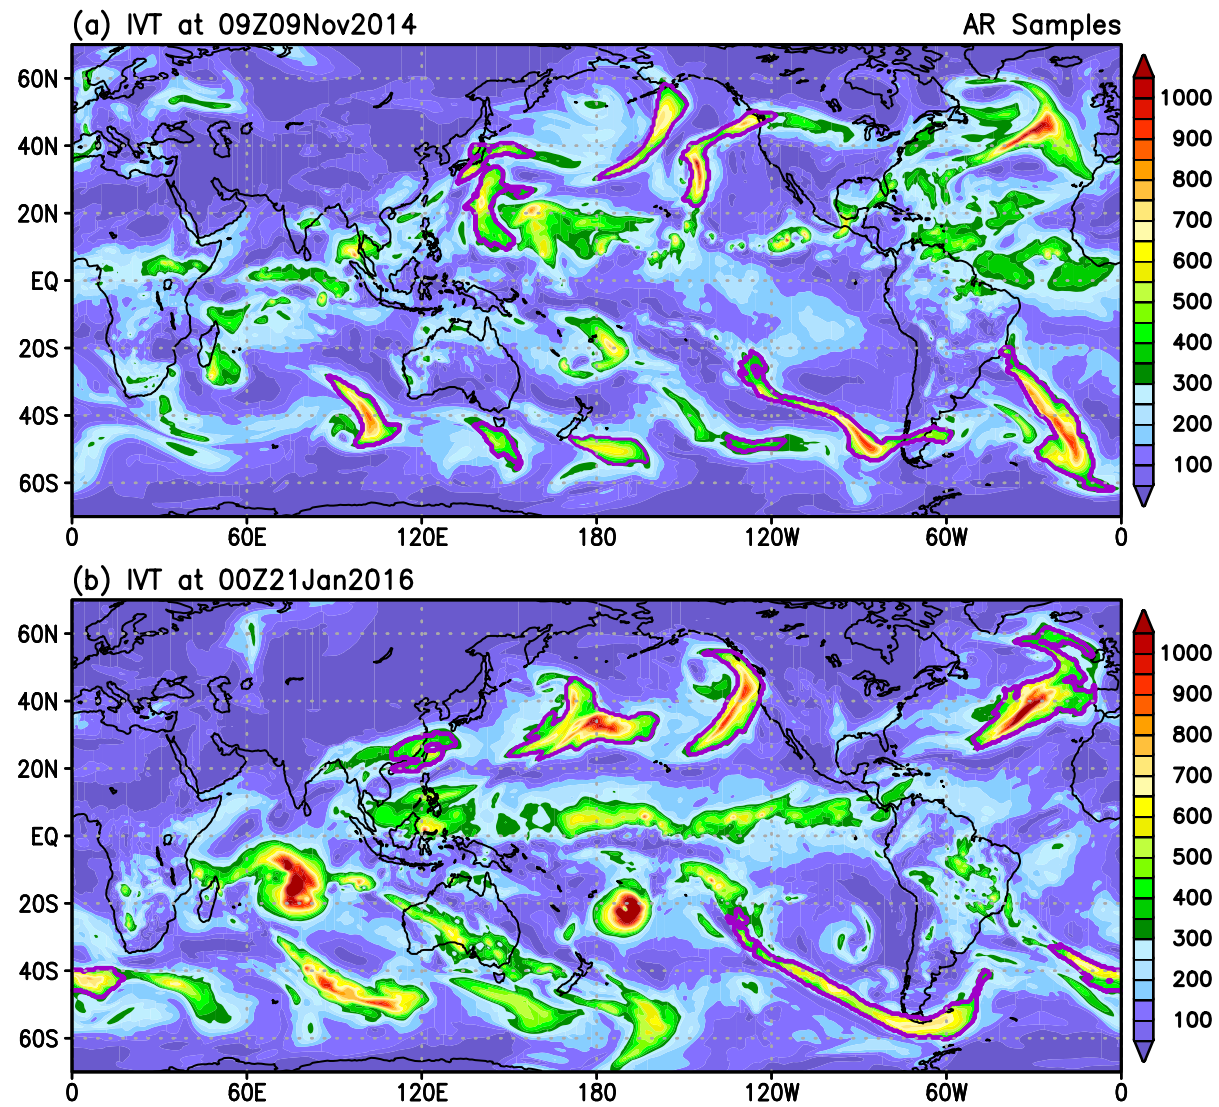 (a) IVT at 09Z09Nov2014 AR Samples
60N
40N
20N
EQ
20S
40S
60S
0 60E 120E 180 120W 60W 0
1000
900
800
700
600
500
400
300
200
100
(b) IVT at 00Z21Jan2016
60N
40N
20N
EQ
20S
40S
60S
0 60E 120E 180 120W 60W 0
1000
900
800
700
600
500
400
300
200
100